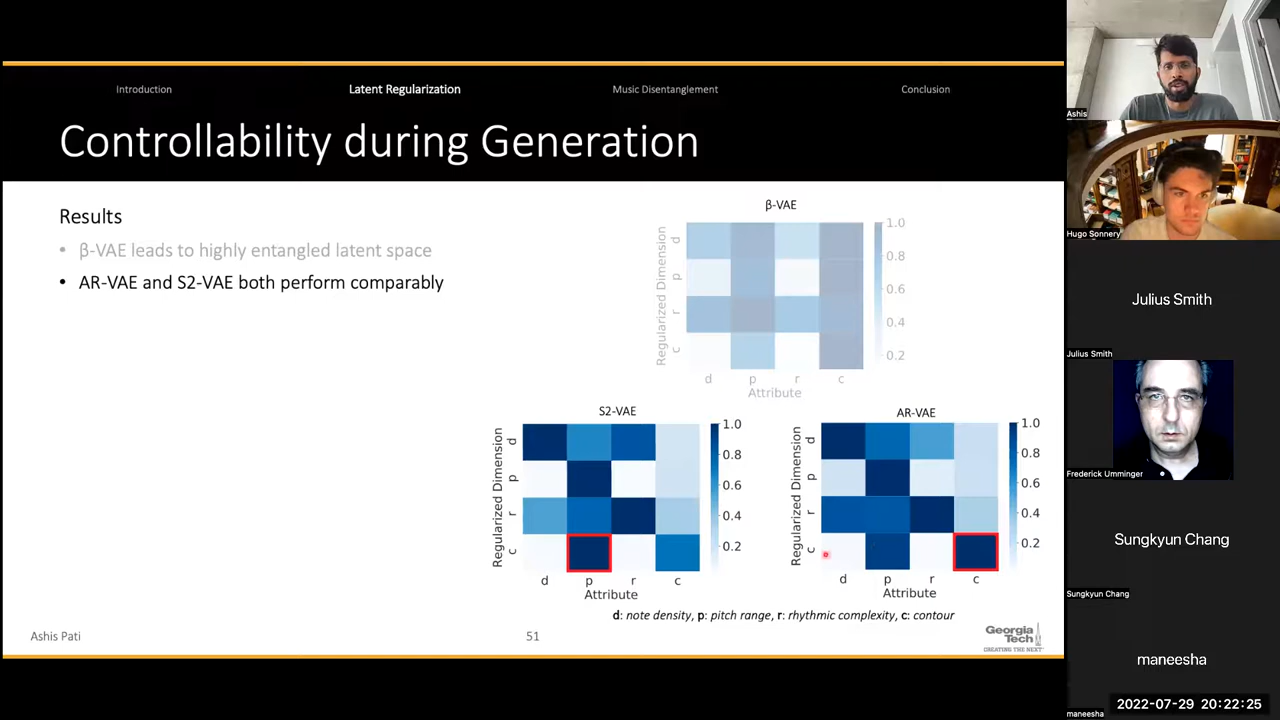 Introduction
Latent Regularization
Music Disentanglement
Conclusion
Controllability during Generation
Results
• β-VAE leads to highly entangled latent space
• AR-VAE and S2-VAE both perform comparably
β-VAE
Regularized Dimension
d
p
r
c
d p r c
Attribute
1.0
0.8
0.6
0.4
0.2
S2-VAE
Regularized Dimension
d
p
r
c
d p r c
Attribute
1.0
0.8
0.6
0.4
0.2
AR-VAE
Regularized Dimension
d
p
r
c
d p r c
Attribute
1.0
0.8
0.6
0.4
0.2
d: note density, p: pitch range, r: rhythmic complexity, c: contour
Ashis Pati
51
Georgia
Tech
CREATING THE NEXT
Ashis
Hugo Sonnery
Julius Smith
Julius Smith
Frederick Umminger
Sungkyun Chang
Sungkyun Chang
maneesha
maneesha
2022-07-29 20:22:25